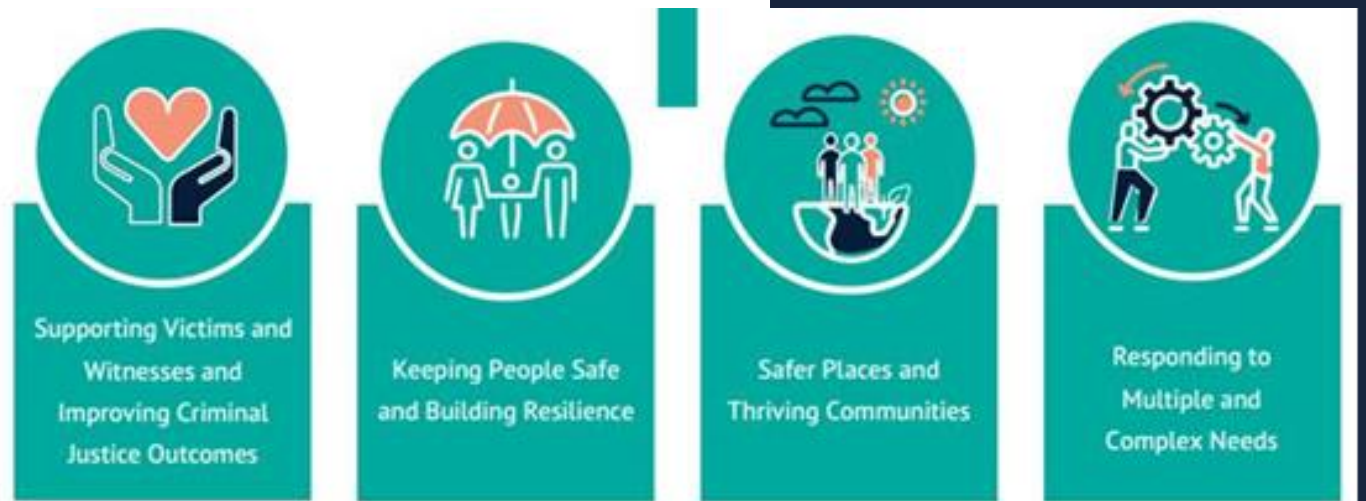 Supporting Victims and
Witnesses and
Improving Criminal
Justice Outcomes
Keeping People Safe
and Building Resilience
Safer Places and
Thriving Communities
Responding to
Multiple and
Complex Needs